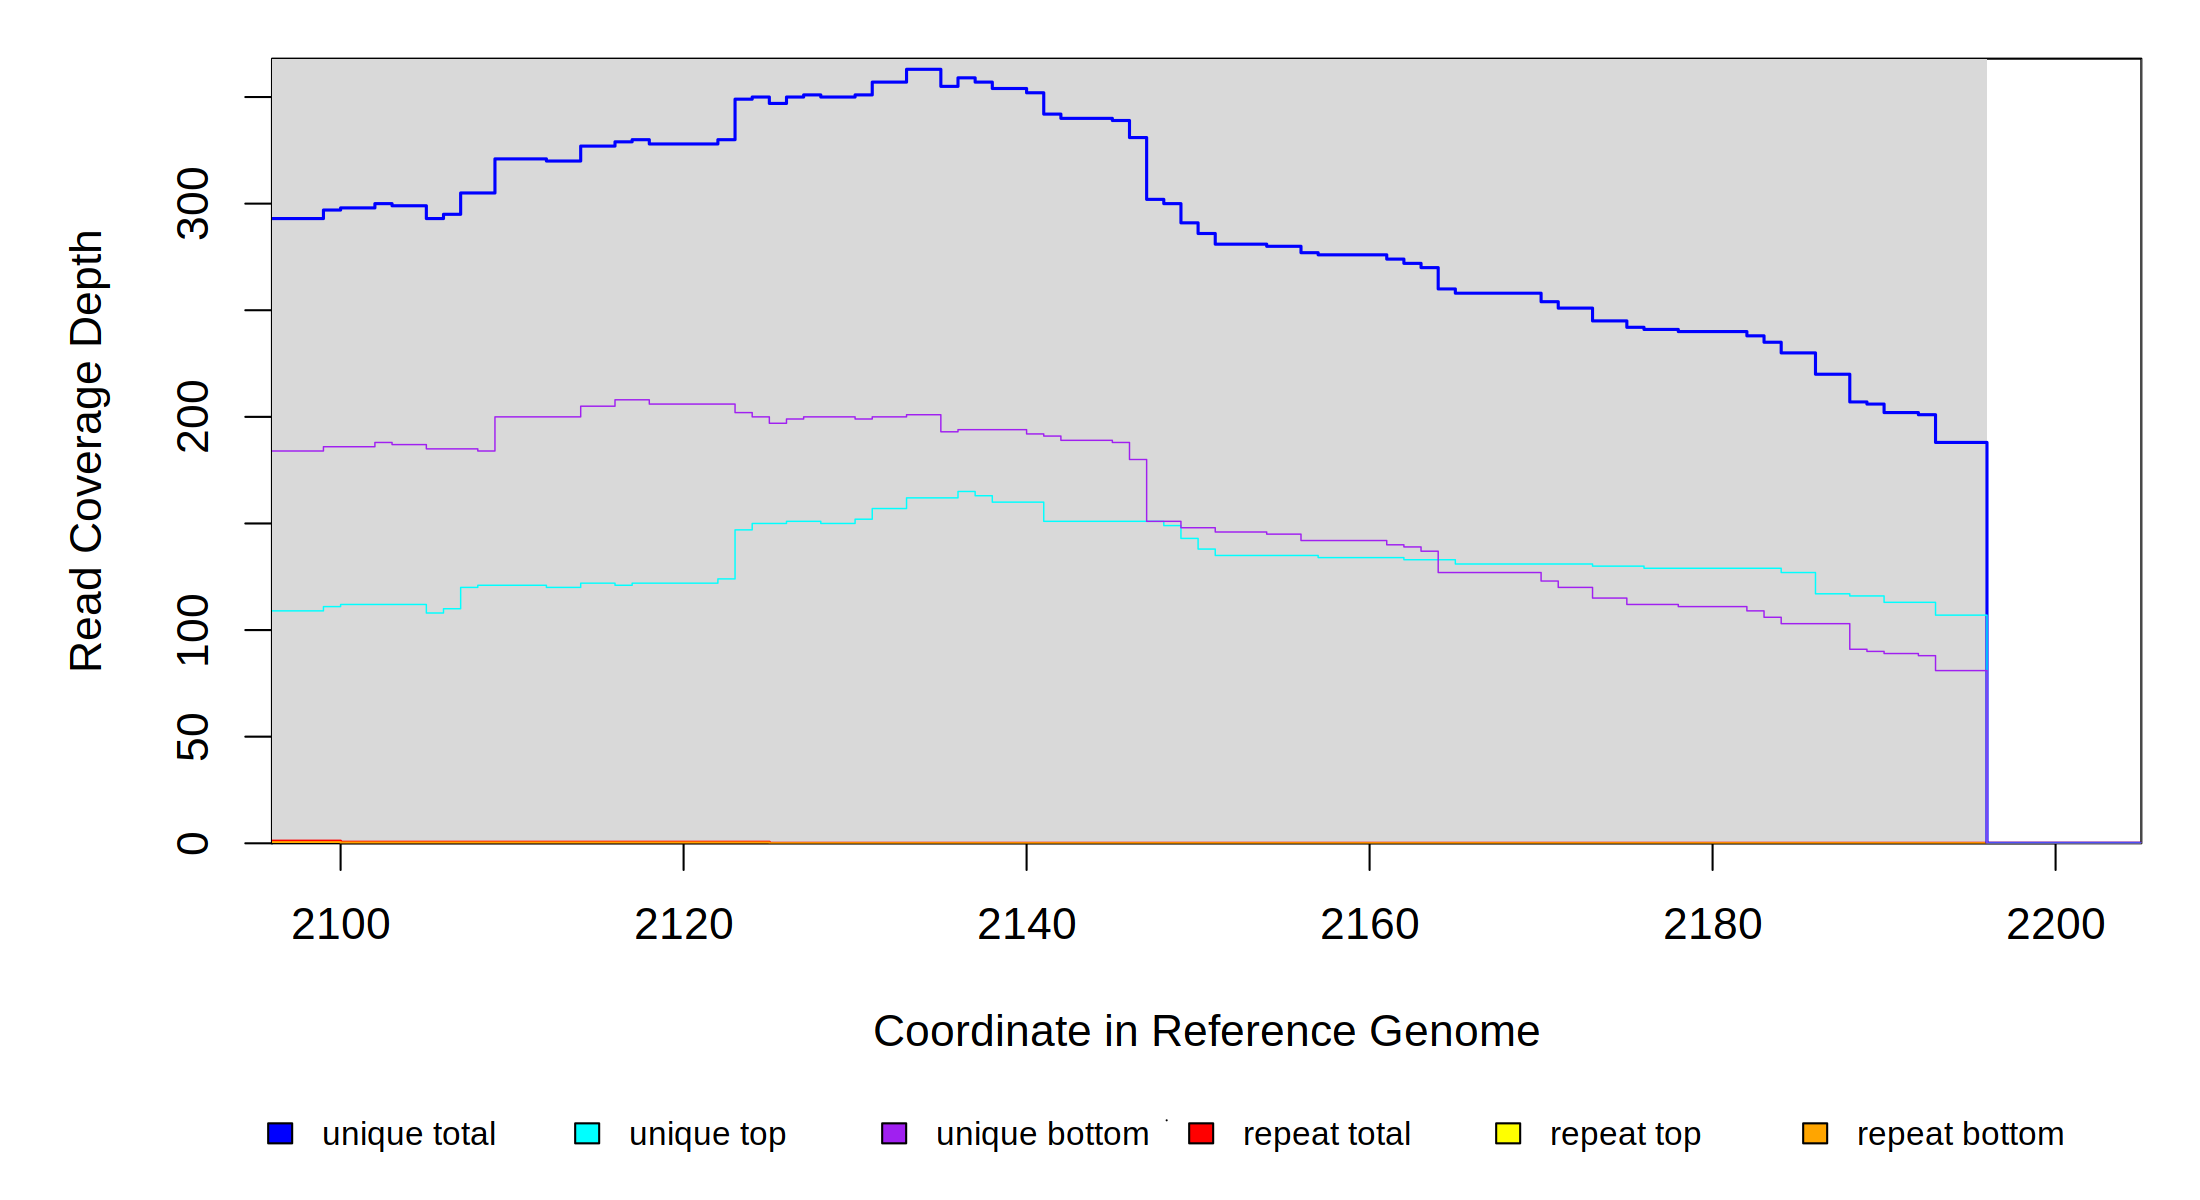 Read Coverage Depth
300
200
100
50
0
2100 2120 2140 2160 2180 2200
Coordinate in Reference Genome
unique total unique top unique bottom repeat total repeat top repeat bottom